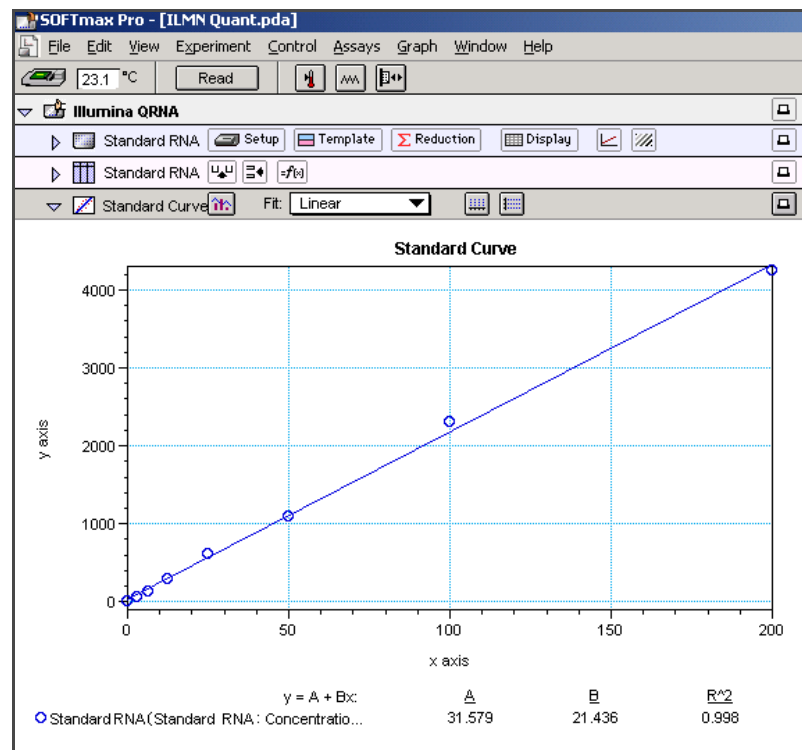 SOFTmax Pro - [ILMN Quant.pda]
File Edit View Experiment Control Assays Graph Window Help
23.1 °C Read
Illumina QRNA
Standard RNA Setup Template Reduction Display
Standard RNA =f(x)
Standard Curve Fit: Linear
Standard Curve
4000
3000
2000
1000
0
y axis
0 50 100 150 200
x axis
y = A + Bx: A B R^2
Standard RNA (Standard RNA: Concentratio... 31.579 21.436 0.998